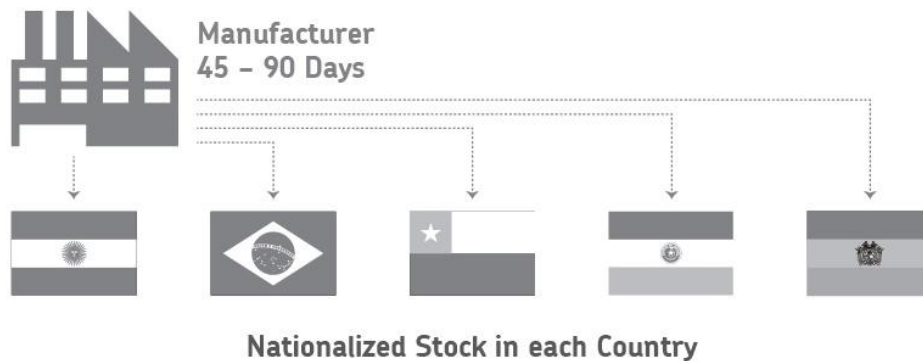 Manufacturer
45 – 90 Days
Nationalized Stock in each Country